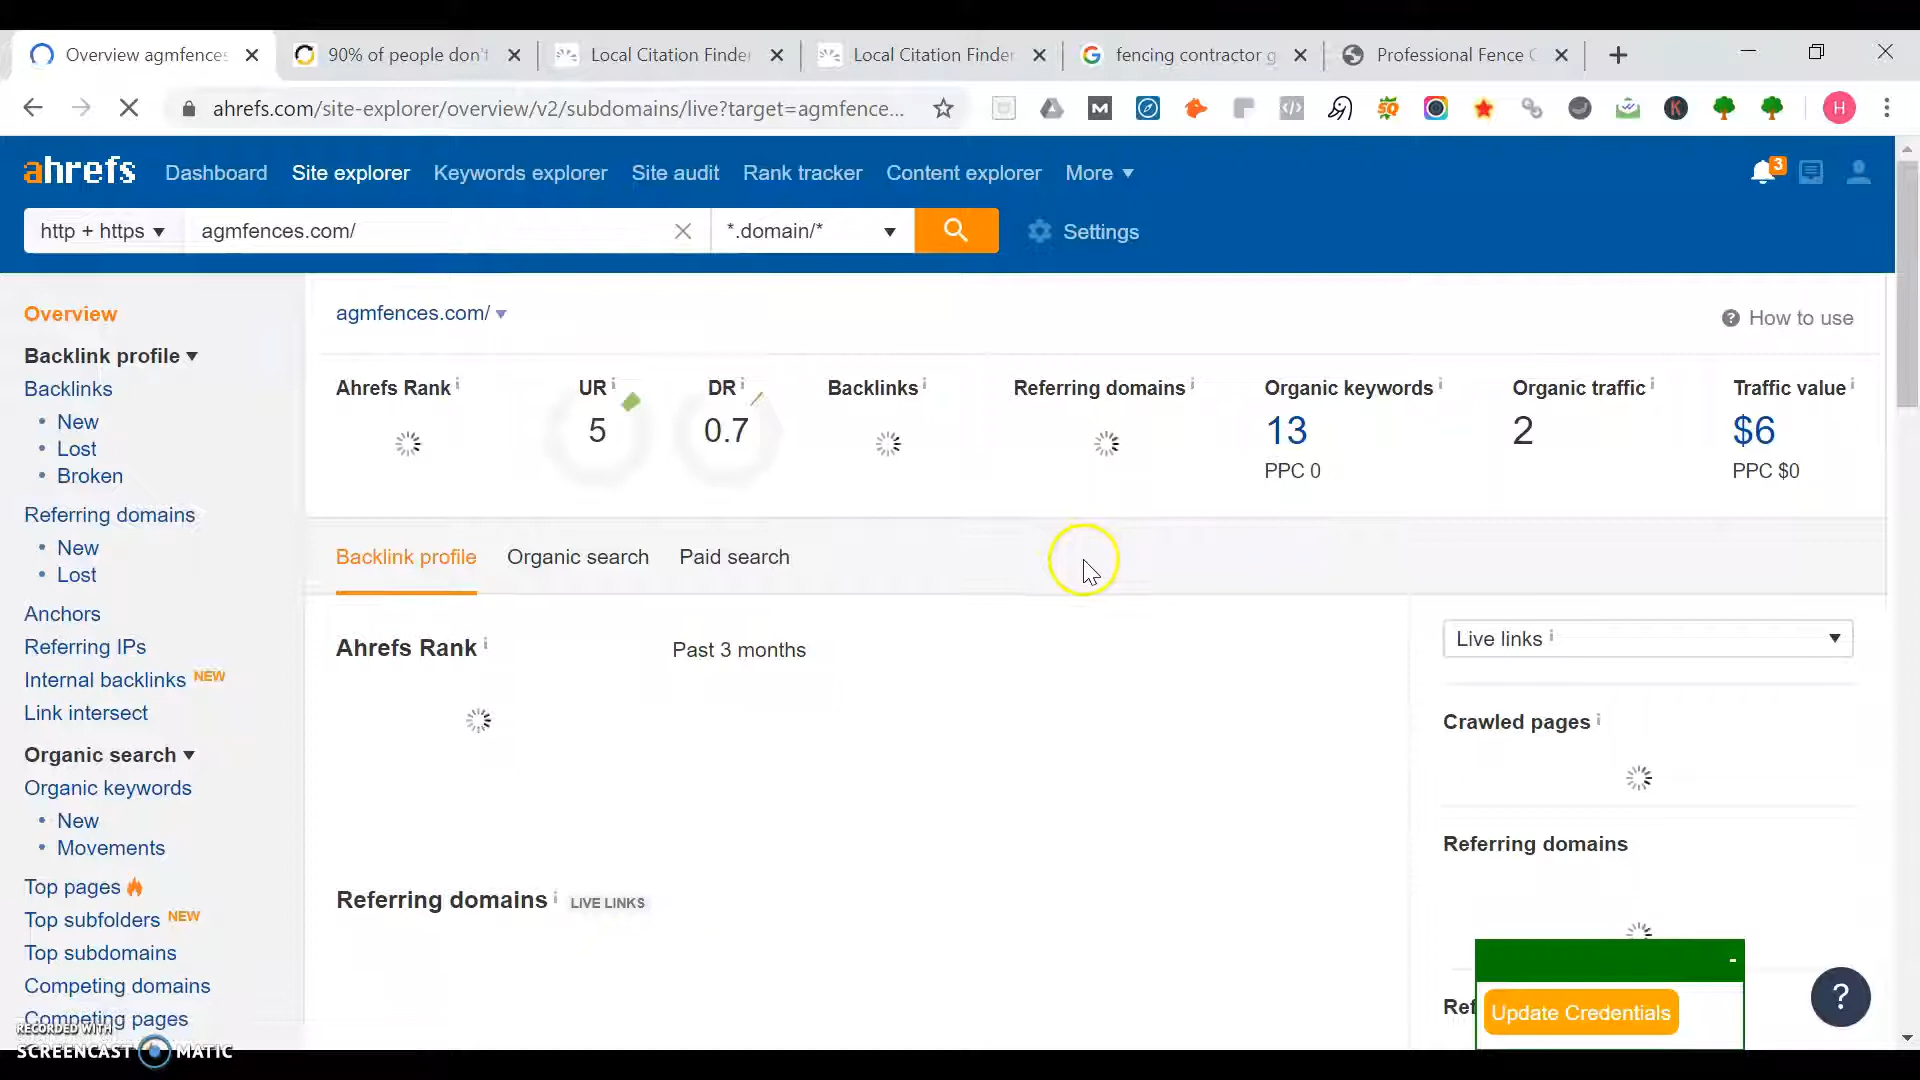 Overview agmfences
90% of people don't
Local Citation Finder
Local Citation Finder
fencing contractor g
Professional Fence C
ahrefs.com/site-explorer/overview/v2/subdomains/live?target=agmfence...
H
ahrefs
Dashboard
Site explorer
Keywords explorer
Site audit
Rank tracker
Content explorer
More
3
http + https
agmfences.com/
*.domain/*
Settings
Overview
Backlink profile
Backlinks
New
Lost
Broken
Referring domains
New
Lost
Anchors
Referring IPs
Internal backlinks NEW
Link intersect
Organic search
Organic keywords
New
Movements
Top pages
Top subfolders NEW
Top subdomains
Competing domains
Competing pages
agmfences.com/
How to use
Ahrefs Rank
UR
5
DR
0.7
Backlinks
Referring domains
Organic keywords
13
PPC 0
Organic traffic
2
Traffic value
$6
PPC $0
Backlink profile
Organic search
Paid search
Ahrefs Rank
Past 3 months
Referring domains LIVE LINKS
Live links
Crawled pages
Referring domains
Ref
Update Credentials
?
RECORDED WITH
SCREENCAST MATIC